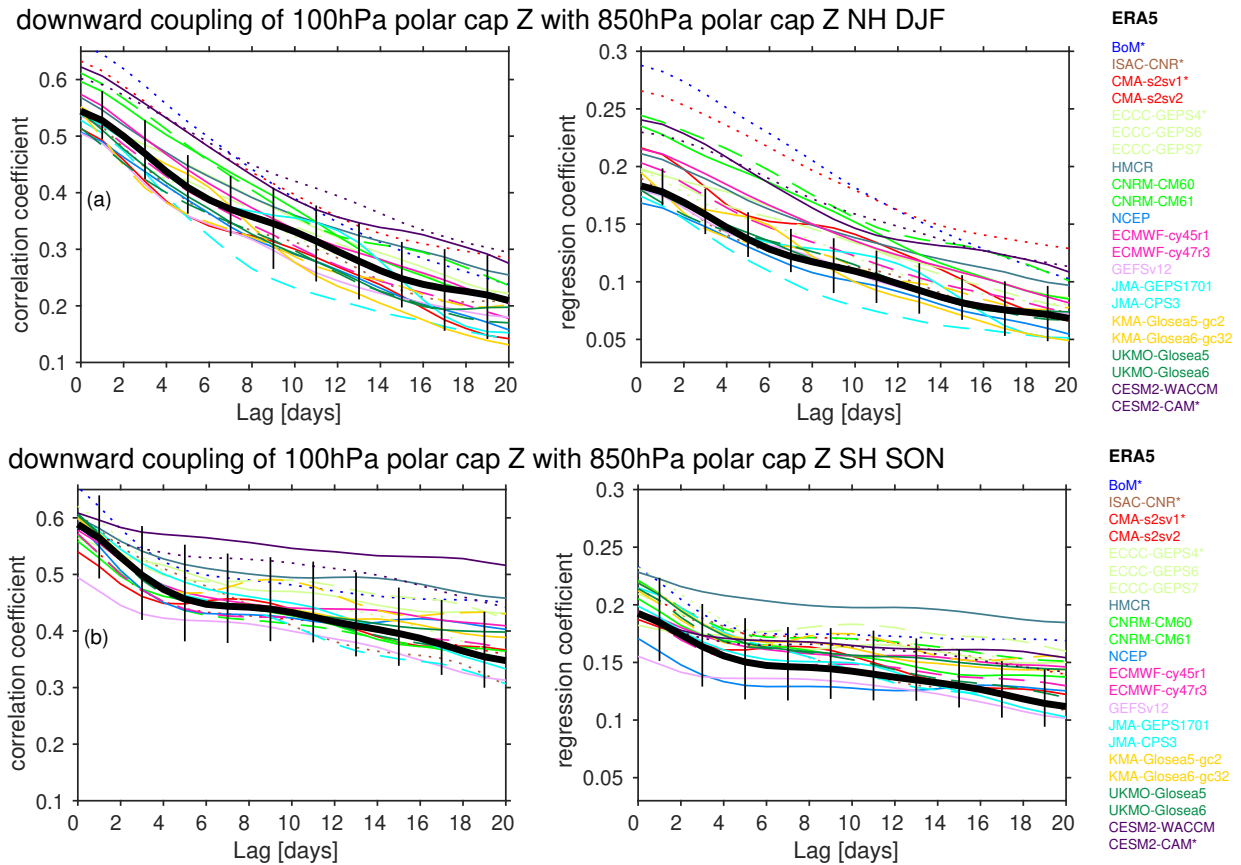 downward coupling of 100hPa polar cap Z with 850hPa polar cap Z NH DJF
correlation coefficient
0.6
0.5
0.4
0.3
0.2
0.1
(a)
0 2 4 6 8 10 12 14 16 18 20
Lag [days]
regression coefficient
0.3
0.25
0.2
0.15
0.1
0.05
0 2 4 6 8 10 12 14 16 18 20
Lag [days]
ERA5
BoM*
ISAC-CNR*
CMA-s2sv1*
CMA-s2sv2
ECCC-GEPS4*
ECCC-GEPS6
ECCC-GEPS7
HMCR
CNRM-CM60
CNRM-CM61
NCEP
ECMWF-cy45r1
ECMWF-cy47r3
GEFSv12
JMA-GEPS1701
JMA-CPS3
KMA-Glosea5-gc2
KMA-Glosea6-gc32
UKMO-Glosea5
UKMO-Glosea6
CESM2-WACCM
CESM2-CAM*
downward coupling of 100hPa polar cap Z with 850hPa polar cap Z SH SON
correlation coefficient
0.6
0.5
0.4
0.3
0.2
0.1
(b)
0 2 4 6 8 10 12 14 16 18 20
Lag [days]
regression coefficient
0.3
0.25
0.2
0.15
0.1
0.05
0 2 4 6 8 10 12 14 16 18 20
Lag [days]
ERA5
BoM*
ISAC-CNR*
CMA-s2sv1*
CMA-s2sv2
ECCC-GEPS4*
ECCC-GEPS6
ECCC-GEPS7
HMCR
CNRM-CM60
CNRM-CM61
NCEP
ECMWF-cy45r1
ECMWF-cy47r3
GEFSv12
JMA-GEPS1701
JMA-CPS3
KMA-Glosea5-gc2
KMA-Glosea6-gc32
UKMO-Glosea5
UKMO-Glosea6
CESM2-WACCM
CESM2-CAM*